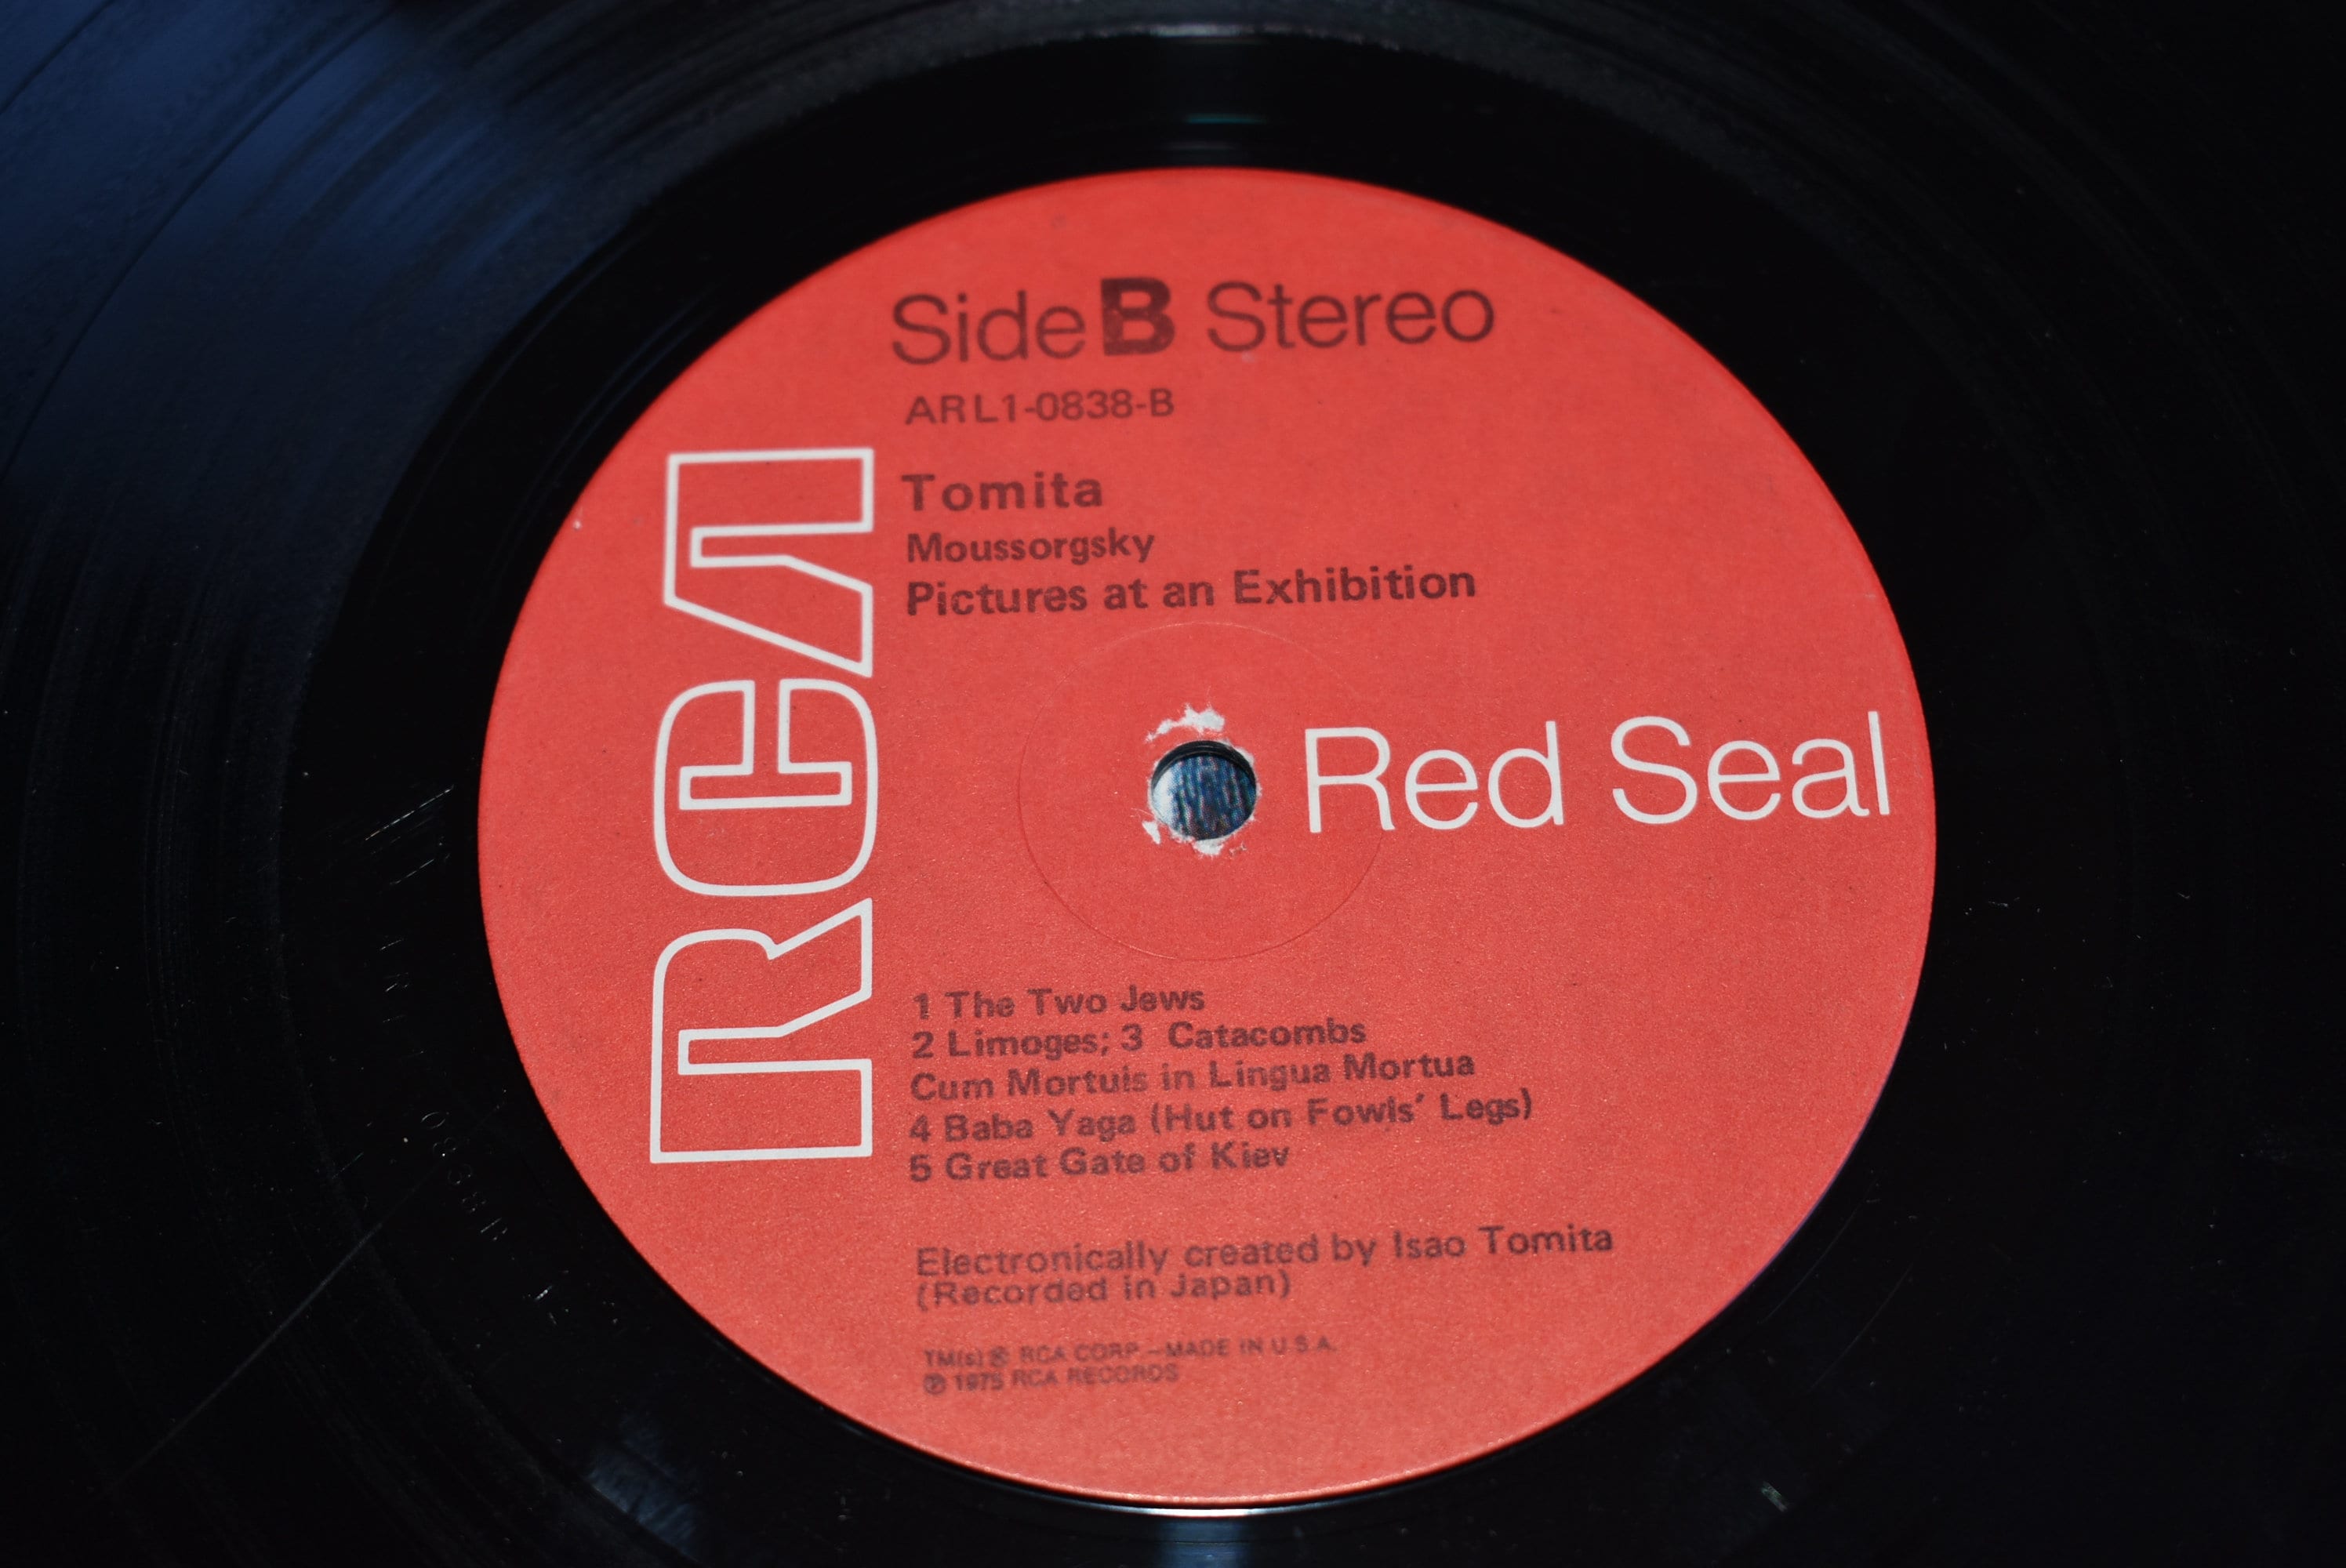 Side B Stereo
ARL1-0838-B
Tomita
Moussorgsky
Pictures at an Exhibition
RCA
Red Seal
1 The Two Jews
2 Limoges; 3 Catacombs
Cum Mortuis in Lingua Mortua
4 Baba Yaga (Hut on Fowls' Legs)
5 Great Gate of Kiev
Electronically created by Isao Tomita
(Recorded in Japan)
TM(s) ® RCA CORP.—MADE IN U.S.A.
℗ 1975 RCA RECORDS